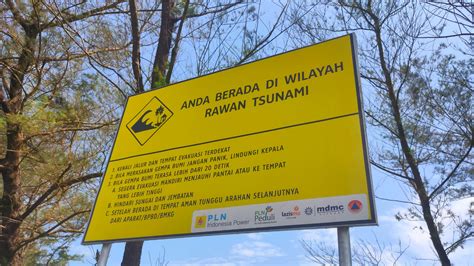 ANDA BERADA DI WILAYAH
RAWAN TSUNAMI
1. KENALI JALUR DAN TEMPAT EVAKUASI TERDEKAT
2. BILA MERASAKAN GEMPA BUMI JANGAN PANIK, LINDUNGI KEPALA
3. BILA GEMPA BUMI TERASA LEBIH DARI 20 DETIK
A. SEGERA EVAKUASI MANDIRI MENJAUHI PANTAI ATAU KE TEMPAT
YANG LEBIH TINGGI
B. HINDARI SUNGAI DAN JEMBATAN
C. SETELAH BERADA DI TEMPAT AMAN TUNGGU ARAHAN SELANJUTNYA
DARI APARAT/BPBD/BMKG
PLN
Indonesia Power
PLN
Peduli
lazismu
mdmc